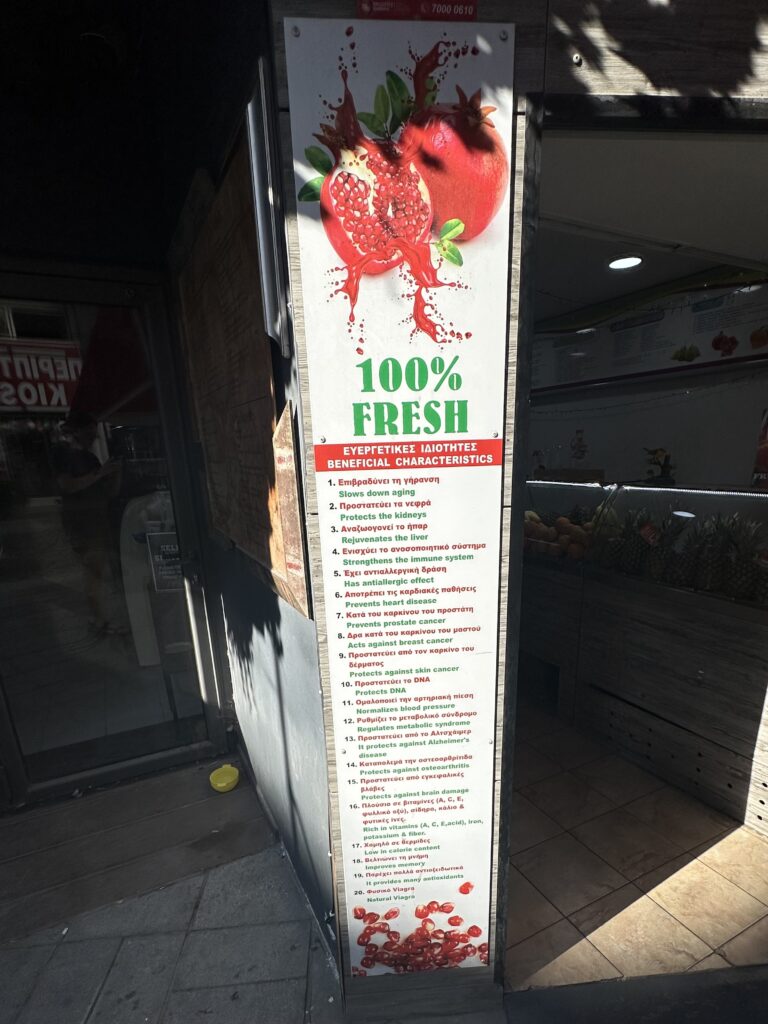 7000 0610
100%
FRESH
ΕΥΕΡΓΕΤΙΚΕΣ ΙΔΙΟΤΗΤΕΣ
BENEFICIAL CHARACTERISTICS
1. Επιβραδύνει τη γήρανση
Slows down aging
2. Προστατεύει τα νεφρά
Protects the kidneys
3. Αναζωογονεί το ήπαρ
Rejuvenates the liver
4. Ενισχύει το ανοσοποιητικό σύστημα
Strengthens the immune system
5. Έχει αντιαλλεργική δράση
Has antiallergic effect
6. Αποτρέπει τις καρδιακές παθήσεις
Prevents heart disease
7. Κατά του καρκίνου του προστάτη
Prevents prostate cancer
8. Δρα κατά του καρκίνου του μαστού
Acts against breast cancer
9. Προστατεύει από τον καρκίνο του
δέρματος
Protects against skin cancer
10. Προστατεύει το DNA
Protects DNA
11. Ομαλοποιεί την αρτηριακή πίεση
Normalizes blood pressure
12. Ρυθμίζει το μεταβολικό σύνδρομο
Regulates metabolic syndrome
13. Προστατεύει από το Αλτσχάιμερ
It protects against Alzheimer's
disease
14. Καταπολεμά την οστεοαρθρίτιδα
Protects against osteoarthritis
15. Προστατεύει από εγκεφαλικές
βλάβες
Protects against brain damage
16. Πλούσιο σε βιταμίνες (A, C, E,
φυλλικό οξύ), σίδηρο, κάλιο &
φυτικές ίνες.
Rich in vitamins (A, C, E,acid), iron,
potassium & fiber.
17. Χαμηλό σε θερμίδες
Low in calorie content
18. Βελτιώνει τη μνήμη
Improves memory
19. Παρέχει πολλά αντιοξειδωτικά
It provides many antioxidants
20. Φυσικό Viagra
Natural Viagra
ΠΕΡΙΠΤ
KIOS